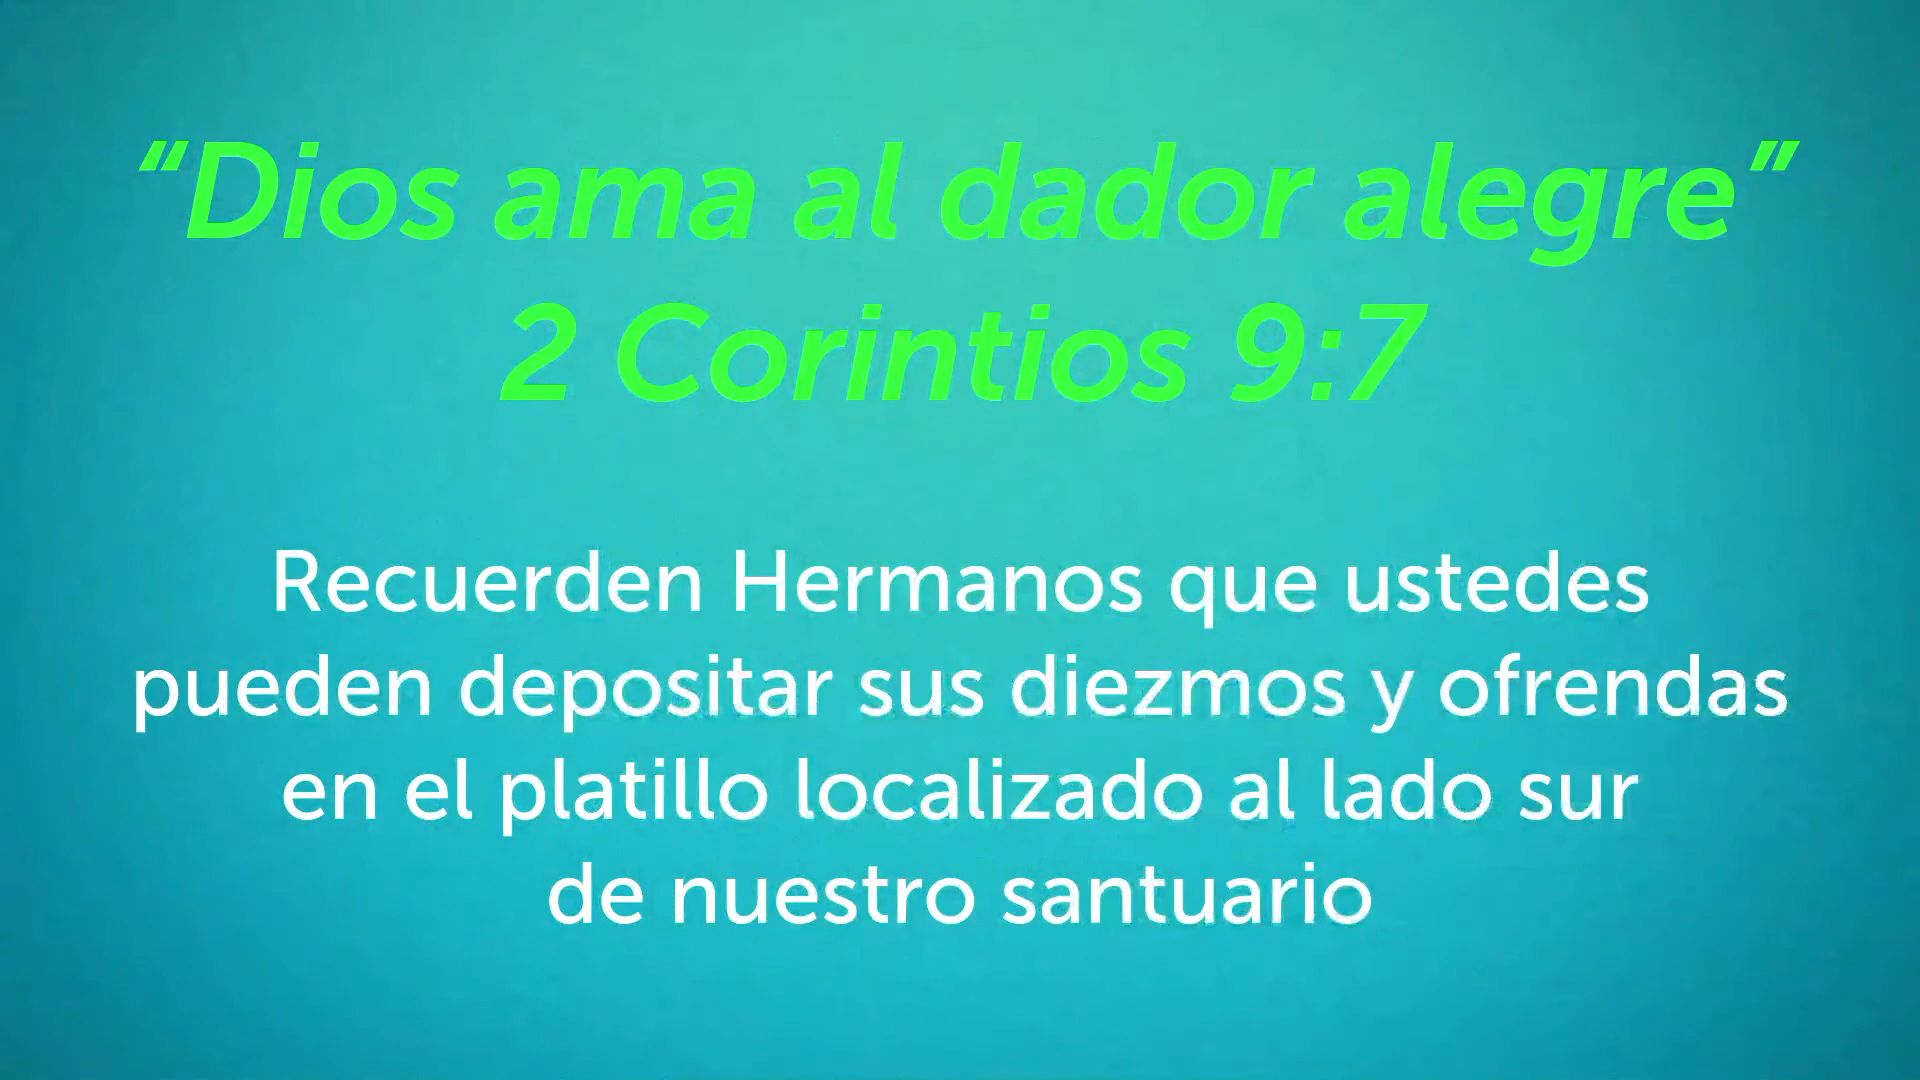 “Dios ama al dador alegre”
2 Corintios 9:7
Recuerden Hermanos que ustedes
pueden depositar sus diezmos y ofrendas
en el platillo localizado al lado sur
de nuestro santuario